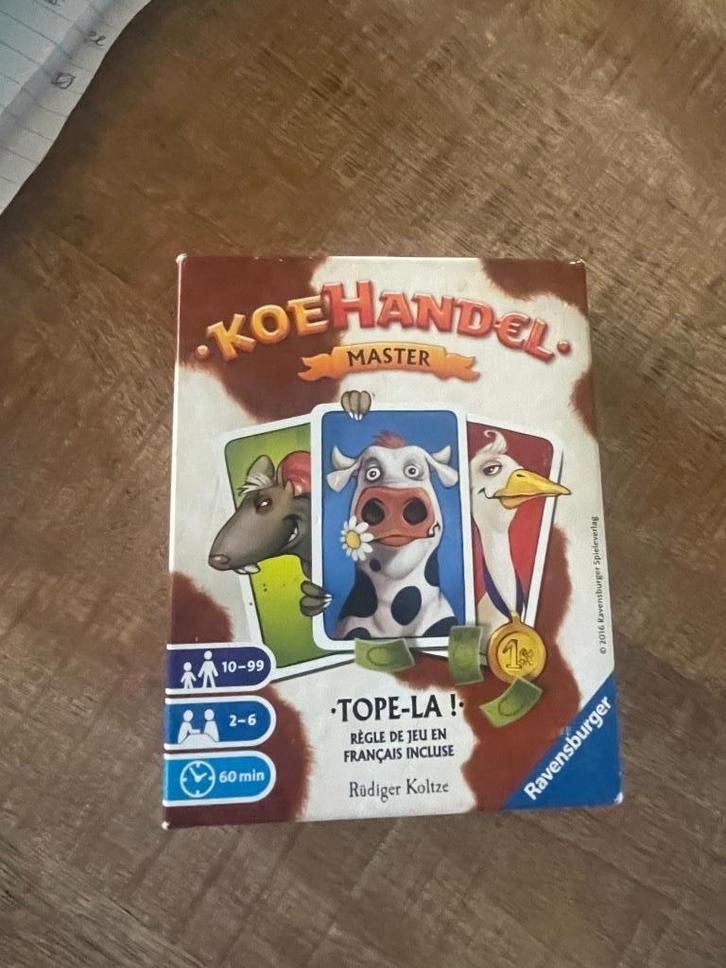 ·KOEHANDEL·
MASTER
1x
© 2016 Ravensburger Spieleverlag
10–99
2–6
60 min
·TOPE-LA !·
RÈGLE DE JEU EN
FRANÇAIS INCLUSE
Rüdiger Koltze
Ravensburger